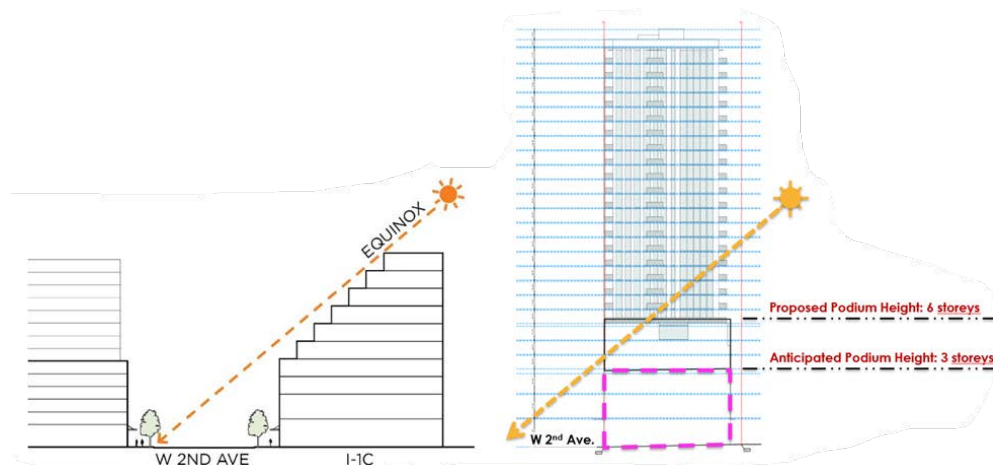 EQUINOX
W 2ND AVE
I-1C
Proposed Podium Height: 6 storeys
Anticipated Podium Height: 3 storeys
W 2nd Ave.